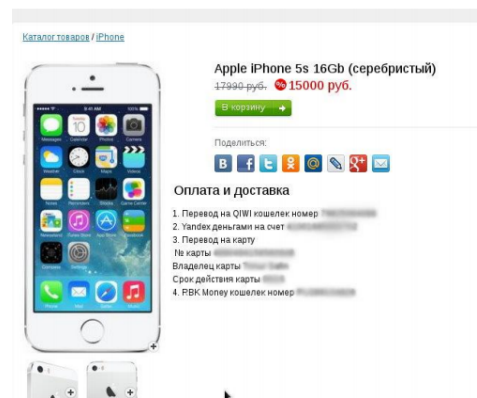 Каталог товаров / iPhone
Apple iPhone 5s 16Gb (серебристый)
17990 руб. % 15000 руб.
В корзину
Поделиться:
Оплата и доставка
1. Перевод на QIWI кошелек номер
2. Yandex деньгами на счет
3. Перевод на карту
№ карты
Владелец карты
Срок действия карты
4. РВК Money кошелек номер